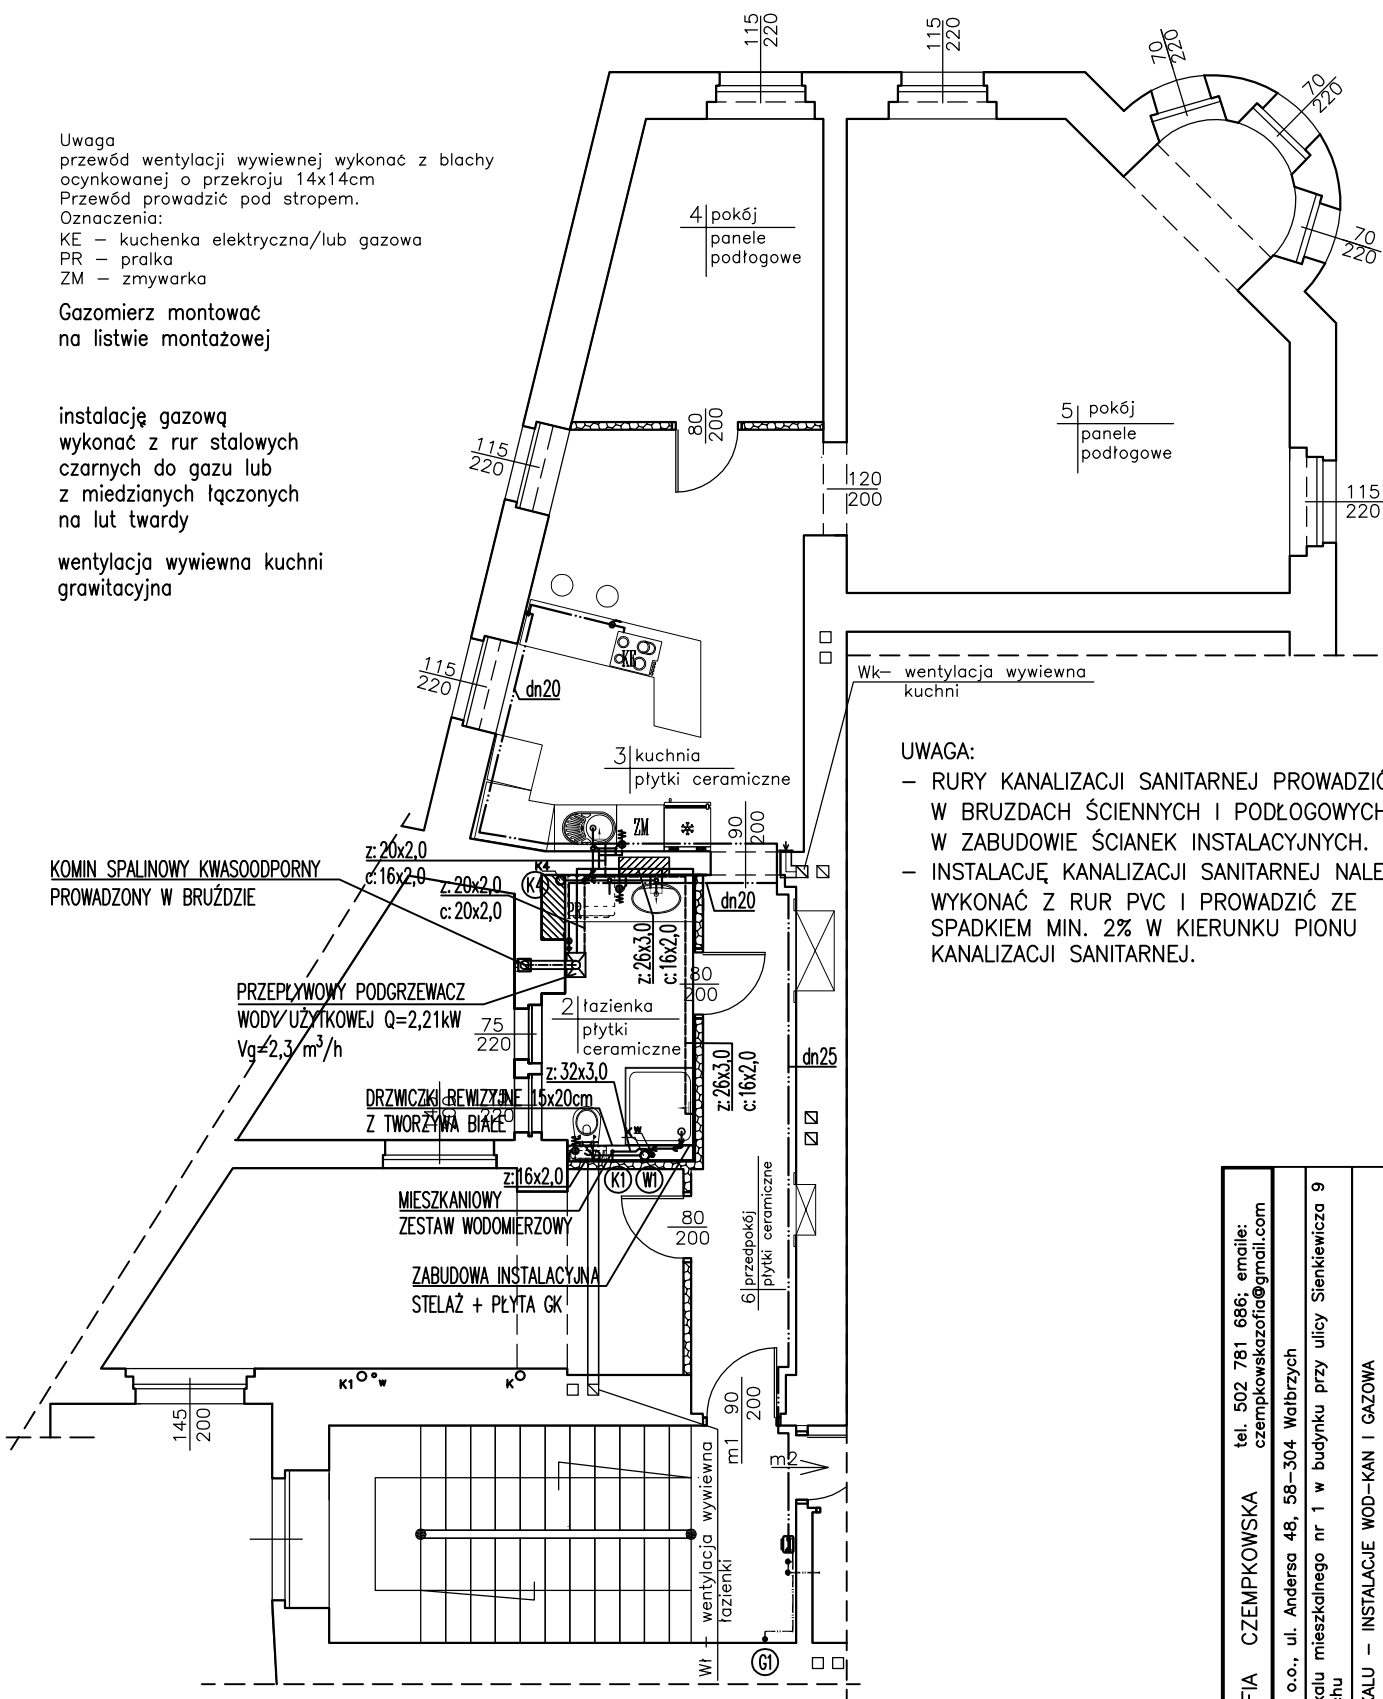 115
220
115
220
70
220
70
220
70
220
Uwaga
przewód wentylacji wywiewnej wykonać z blachy
ocynkowanej o przekroju 14x14cm
Przewód prowadzić pod stropem.
Oznaczenia:
KE – kuchenka elektryczna/lub gazowa
PR – pralka
ZM – zmywarka
Gazomierz montować
na listwie montażowej
instalację gazową
wykonać z rur stalowych
czarnych do gazu lub
z miedzianych łączonych
na lut twardy
wentylacja wywiewna kuchni
grawitacyjna
4 pokój
panele
podłogowe
5 pokój
panele
podłogowe
80
200
115
220
120
200
115
220
115
220
KE
dn20
Wk– wentylacja wywiewna
kuchni
3 kuchnia
płytki ceramiczne
UWAGA:
– RURY KANALIZACJI SANITARNEJ PROWADZIĆ
W BRUZDACH ŚCIENNYCH I PODŁOGOWYCH
W ZABUDOWIE ŚCIANEK INSTALACYJNYCH.
– INSTALACJĘ KANALIZACJI SANITARNEJ NALE
WYKONAĆ Z RUR PVC I PROWADZIĆ ZE
SPADKIEM MIN. 2% W KIERUNKU PIONU
KANALIZACJI SANITARNEJ.
ZM
90
200
KOMIN SPALINOWY KWASOODPORNY
PROWADZONY W BRUŹDZIE
z: 20x2,0
c: 16x2,0
z: 20x2,0
c: 20x2,0
K4
K4
PR
dn20
z: 26x3,0
c: 16x2,0
80
200
PRZEPŁYWOWY PODGRZEWACZ
WODY UŻYTKOWEJ Q=2,21kW
Vg=2,3 m³/h
75
220
2 łazienka
płytki
ceramiczne
z: 32x3,0
z: 26x3,0
c: 16x2,0
dn25
DRZWICZKI REWIZYJNE 15x20cm
Z TWORZYWA BIAŁE
z: 16x2,0
K1
W1
MIESZKANIOWY
ZESTAW WODOMIERZOWY
80
200
6 przedpokój
płytki ceramiczne
ZABUDOWA INSTALACYJNA
STELAŻ + PŁYTA GK
K1
w
K
145
200
m1
90
200
m2
Wł – wentylacja wywiewna
łazienki
G1
FIA CZEMPKOWSKA
tel. 502 781 686; emaile:
czempkowskazofia@gmail.com
o.o., ul. Andersa 48, 58–304 Wałbrzych
kalu mieszkalnego nr 1 w budynku przy ulicy Sienkiewicza 9
chu
KALU – INSTALACJE WOD–KAN I GAZOWA